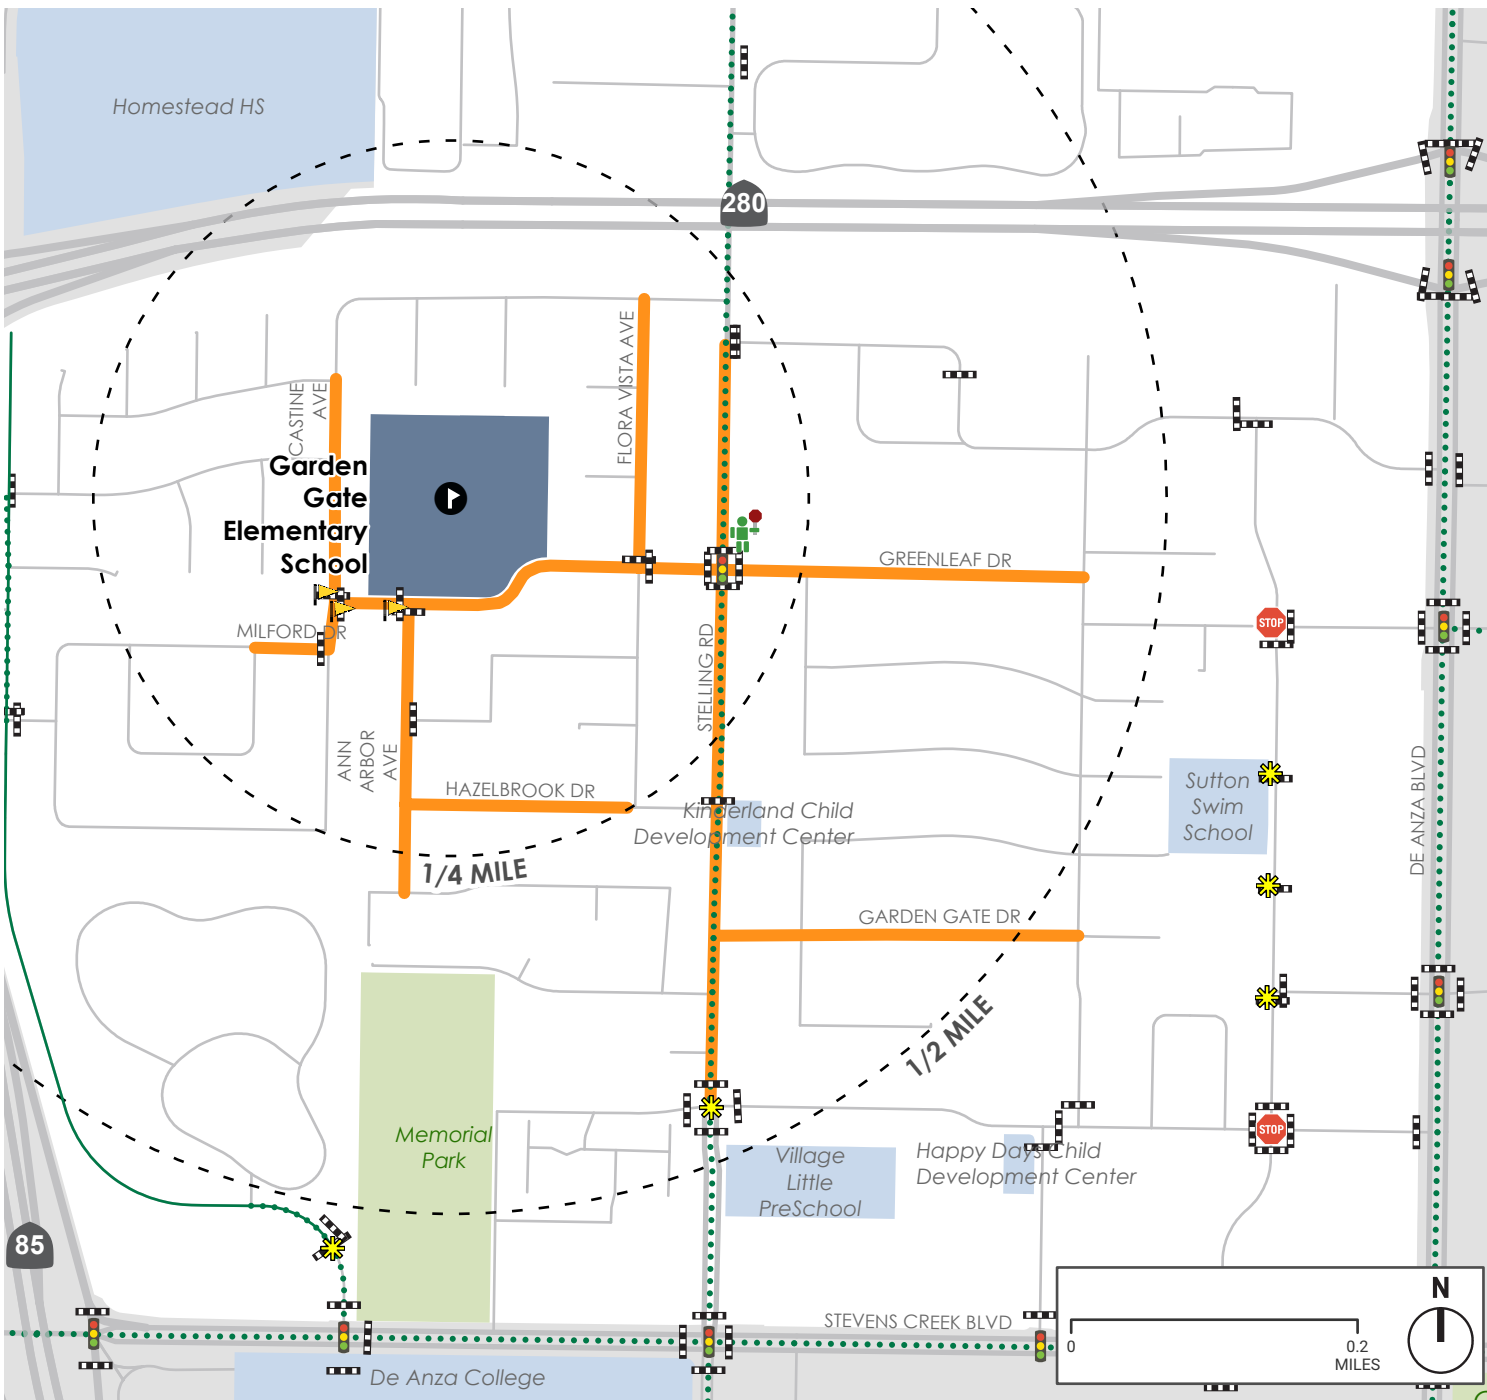 Homestead HS
280
FLORA VISTA AVE
CASTINE
AVE
Garden
Gate
Elementary
School
GREENLEAF DR
MILFORD DR
STOP
STELLING RD
ANN
ARBOR
AVE
HAZELBROOK DR
Kinderland Child
Development Center
Sutton
Swim
School
DE ANZA BLVD
1/4 MILE
GARDEN GATE DR
1/2 MILE
Memorial
Park
STOP
Village
Little
PreSchool
Happy Days Child
Development Center
85
STEVENS CREEK BLVD
De Anza College
N
0
0.2
MILES